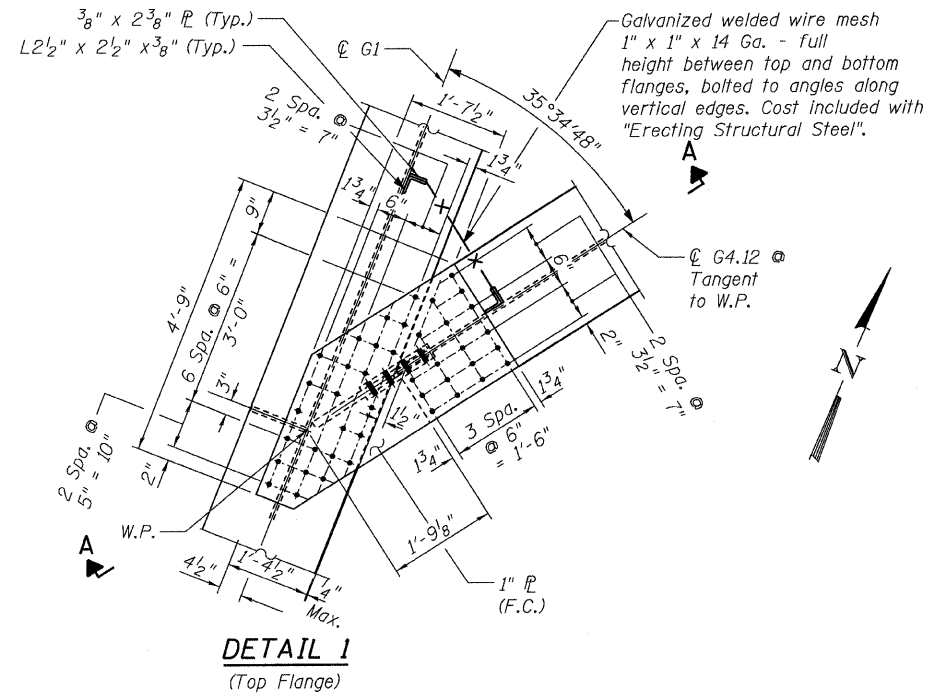 3/8" x 2 3/8" ℞ (Typ.)
L2 1/2" x 2 1/2" x 3/8" (Typ.)
℄ G1
Galvanized welded wire mesh
1" x 1" x 14 Ga. - full
height between top and bottom
flanges, bolted to angles along
vertical edges. Cost included with
"Erecting Structural Steel".
35°34'48"
2 Spa. @
3 1/2" = 7"
1'-7 1/2"
1 3/4"
1 3/4"
6"
A
9"
4'-9"
6 Spa. @ 6" =
3'-0"
3"
℄ G4.12 @
Tangent
to W.P.
6"
2"
2 Spa. @
3 1/2" = 7"
N
1 3/4"
3 Spa.
@ 6"
= 1'-6"
1 1/2"
1 3/4"
2 Spa. @
5" = 10"
2"
W.P.
1'-9 1/8"
A
4 1/2"
1'-4 1/2"
1/4"
Max.
1" ℞
(F.C.)
DETAIL 1
(Top Flange)